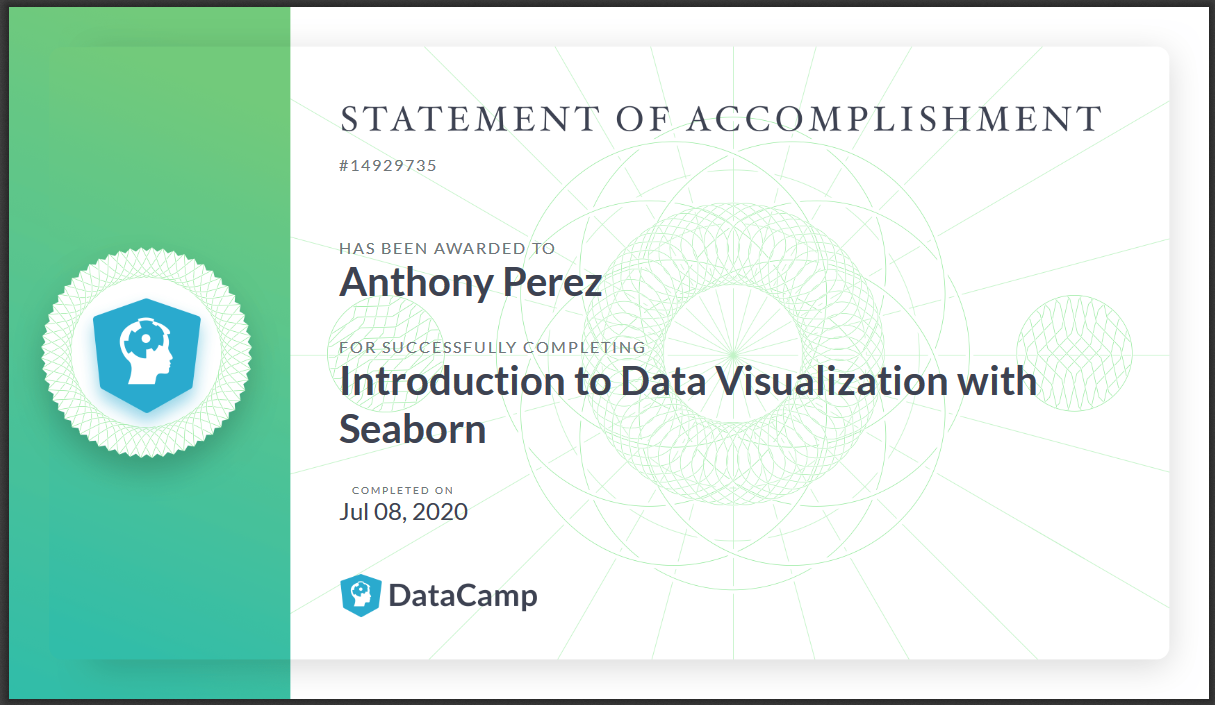 STATEMENT OF ACCOMPLISHMENT
#14929735
HAS BEEN AWARDED TO
Anthony Perez
FOR SUCCESSFULLY COMPLETING
Introduction to Data Visualization with
Seaborn
COMPLETED ON
Jul 08, 2020
DataCamp